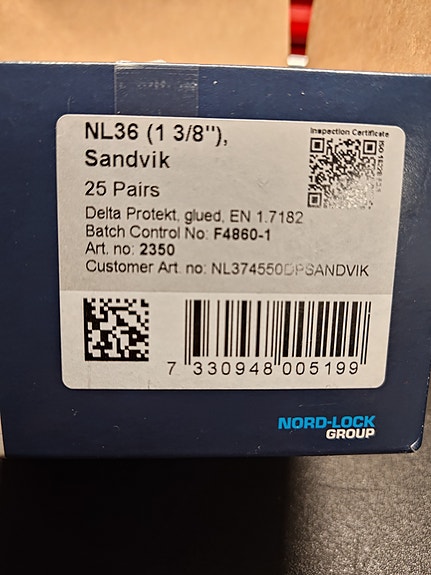 NL36 (1 3/8"),
Sandvik
25 Pairs
Delta Protekt, glued, EN 1.7182
Batch Control No: F4860-1
Art. no: 2350
Customer Art. no: NL374550DPSANDVIK
Inspection Certificate
7 330948 005199
NORD-LOCK
GROUP